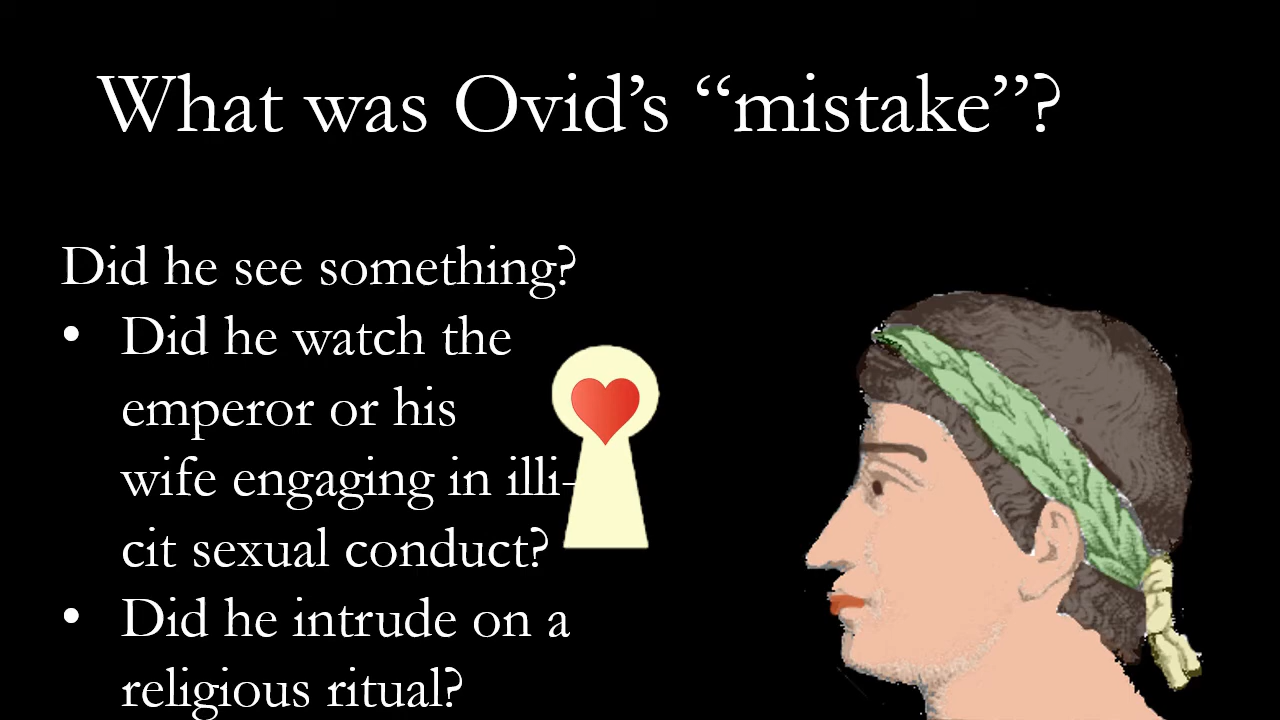 What was Ovid’s “mistake”?
Did he see something?
• Did he watch the
emperor or his
wife engaging in illi-
cit sexual conduct?
• Did he intrude on a
religious ritual?